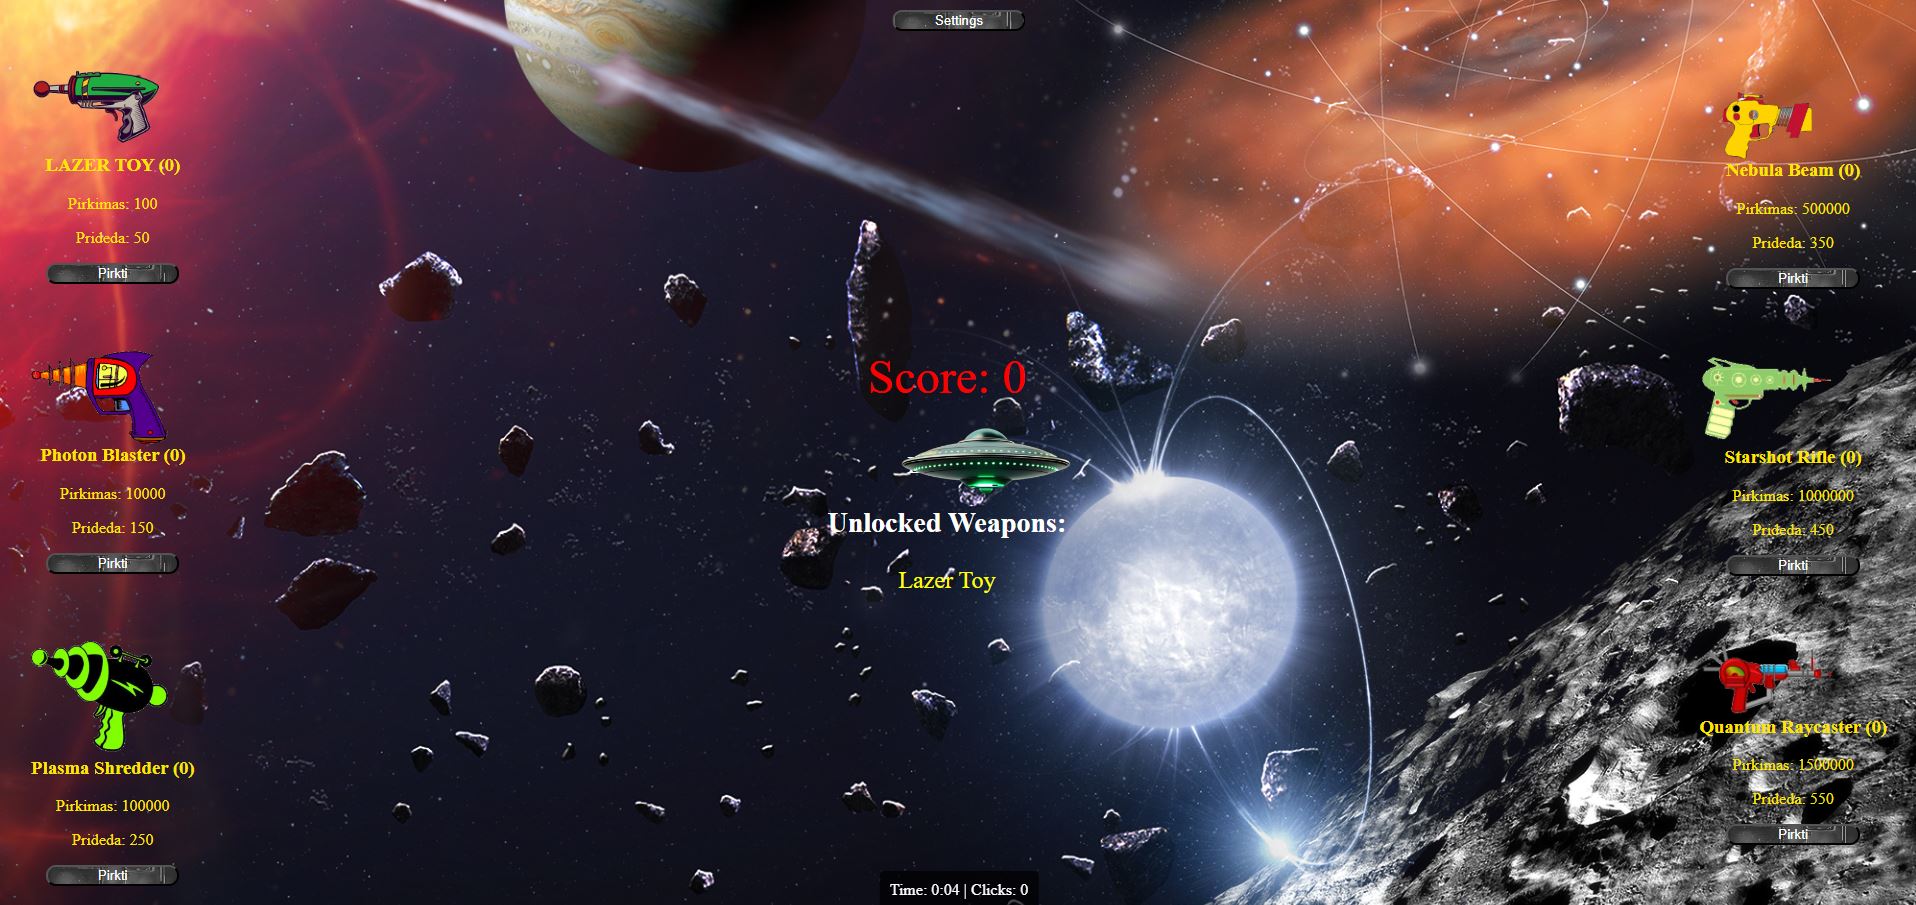 Settings
LAZER TOY (0)
Pirkimas: 100
Prideda: 50
Pirkti
Photon Blaster (0)
Pirkimas: 10000
Prideda: 150
Pirkti
Plasma Shredder (0)
Pirkimas: 100000
Prideda: 250
Pirkti
Score: 0
Unlocked Weapons:
Lazer Toy
Time: 0:04 | Clicks: 0
Nebula Beam (0)
Pirkimas: 500000
Prideda: 350
Pirkti
Starshot Rifle (0)
Pirkimas: 1000000
Prideda: 450
Pirkti
Quantum Raycaster (0)
Pirkimas: 1500000
Prideda: 550
Pirkti